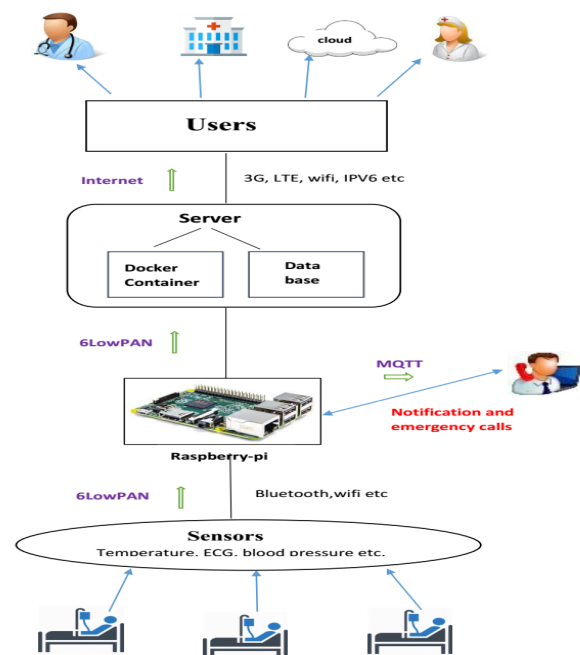 cloud
Users
Internet
3G, LTE, wifi, IPV6 etc
Server
Docker
Container
Data
base
6LowPAN
MQTT
Notification and
emergency calls
Raspberry-pi
6LowPAN
Bluetooth,wifi etc
Sensors
Temperature, ECG, blood pressure etc.